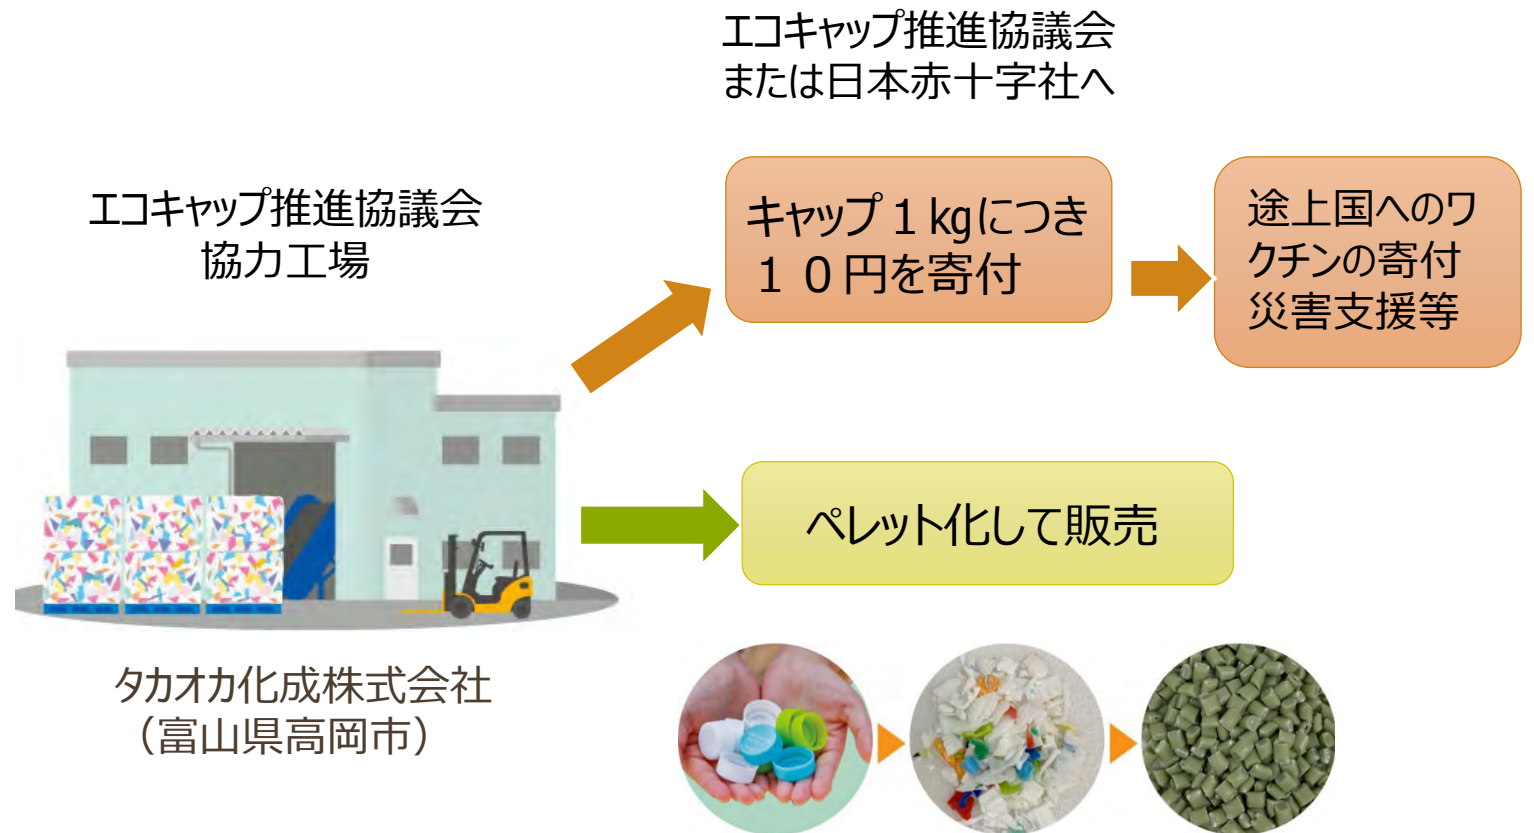 エコキャップ推進協議会
または日本赤十字社へ
エコキャップ推進協議会
協力工場
キャップ１kgにつき
１０円を寄付
途上国へのワ
クチンの寄付
災害支援等
ペレット化して販売
タカオカ化成株式会社
（富山県高岡市）